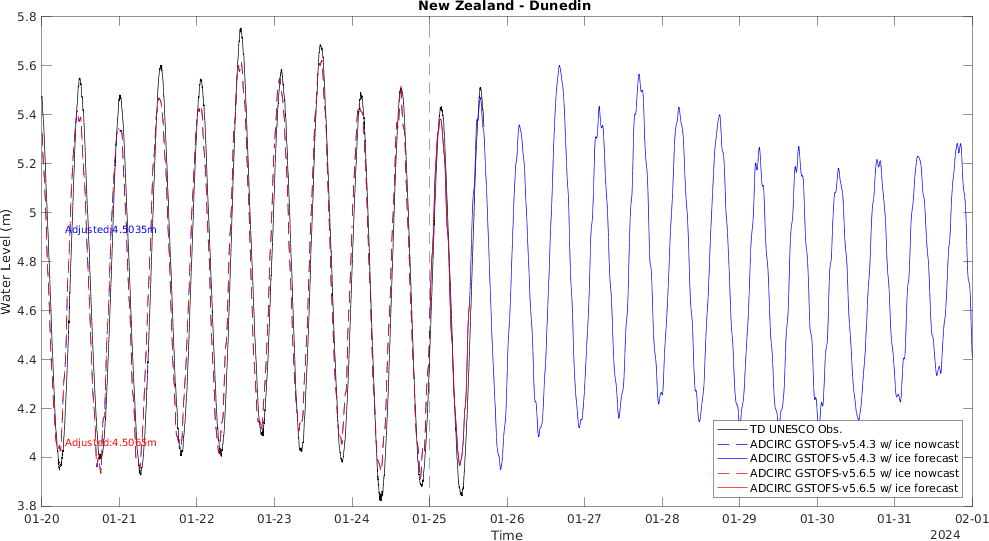 New Zealand - Dunedin
Water Level (m)
5.8
5.6
5.4
5.2
5
4.8
4.6
4.4
4.2
4
3.8
Adjusted:4.5035m
Adjusted:4.5065m
TD UNESCO Obs.
ADCIRC GSTOFS-v5.4.3 w/ ice nowcast
ADCIRC GSTOFS-v5.4.3 w/ ice forecast
ADCIRC GSTOFS-v5.6.5 w/ ice nowcast
ADCIRC GSTOFS-v5.6.5 w/ ice forecast
01-20 01-21 01-22 01-23 01-24 01-25 01-26 01-27 01-28 01-29 01-30 01-31 02-01
Time
2024